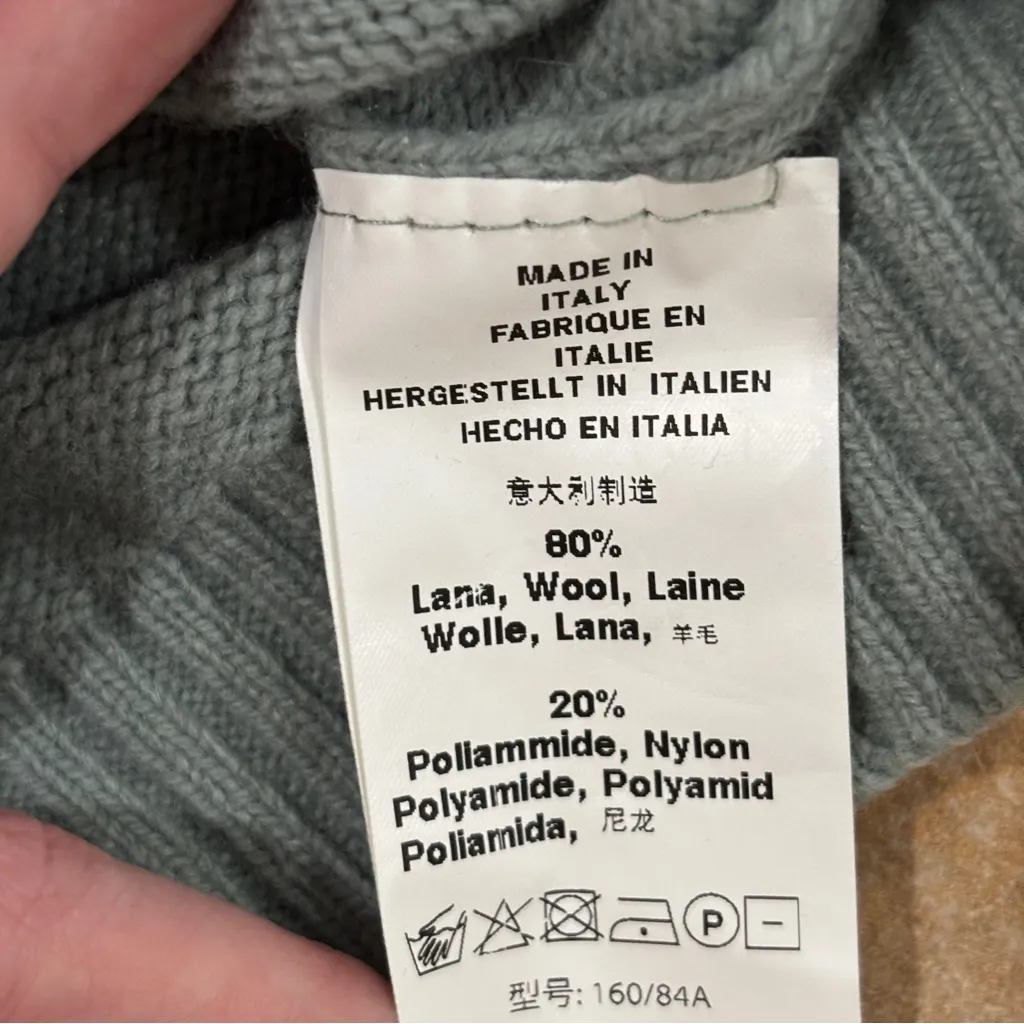 MADE IN
ITALY
FABRIQUE EN
ITALIE
HERGESTELLT IN ITALIEN
HECHO EN ITALIA
意大利制造
80%
Lana, Wool, Laine
Wolle, Lana, 羊毛
20%
Poliammide, Nylon
Polyamide, Polyamid
Poliamida, 尼龙
P
型号: 160/84A